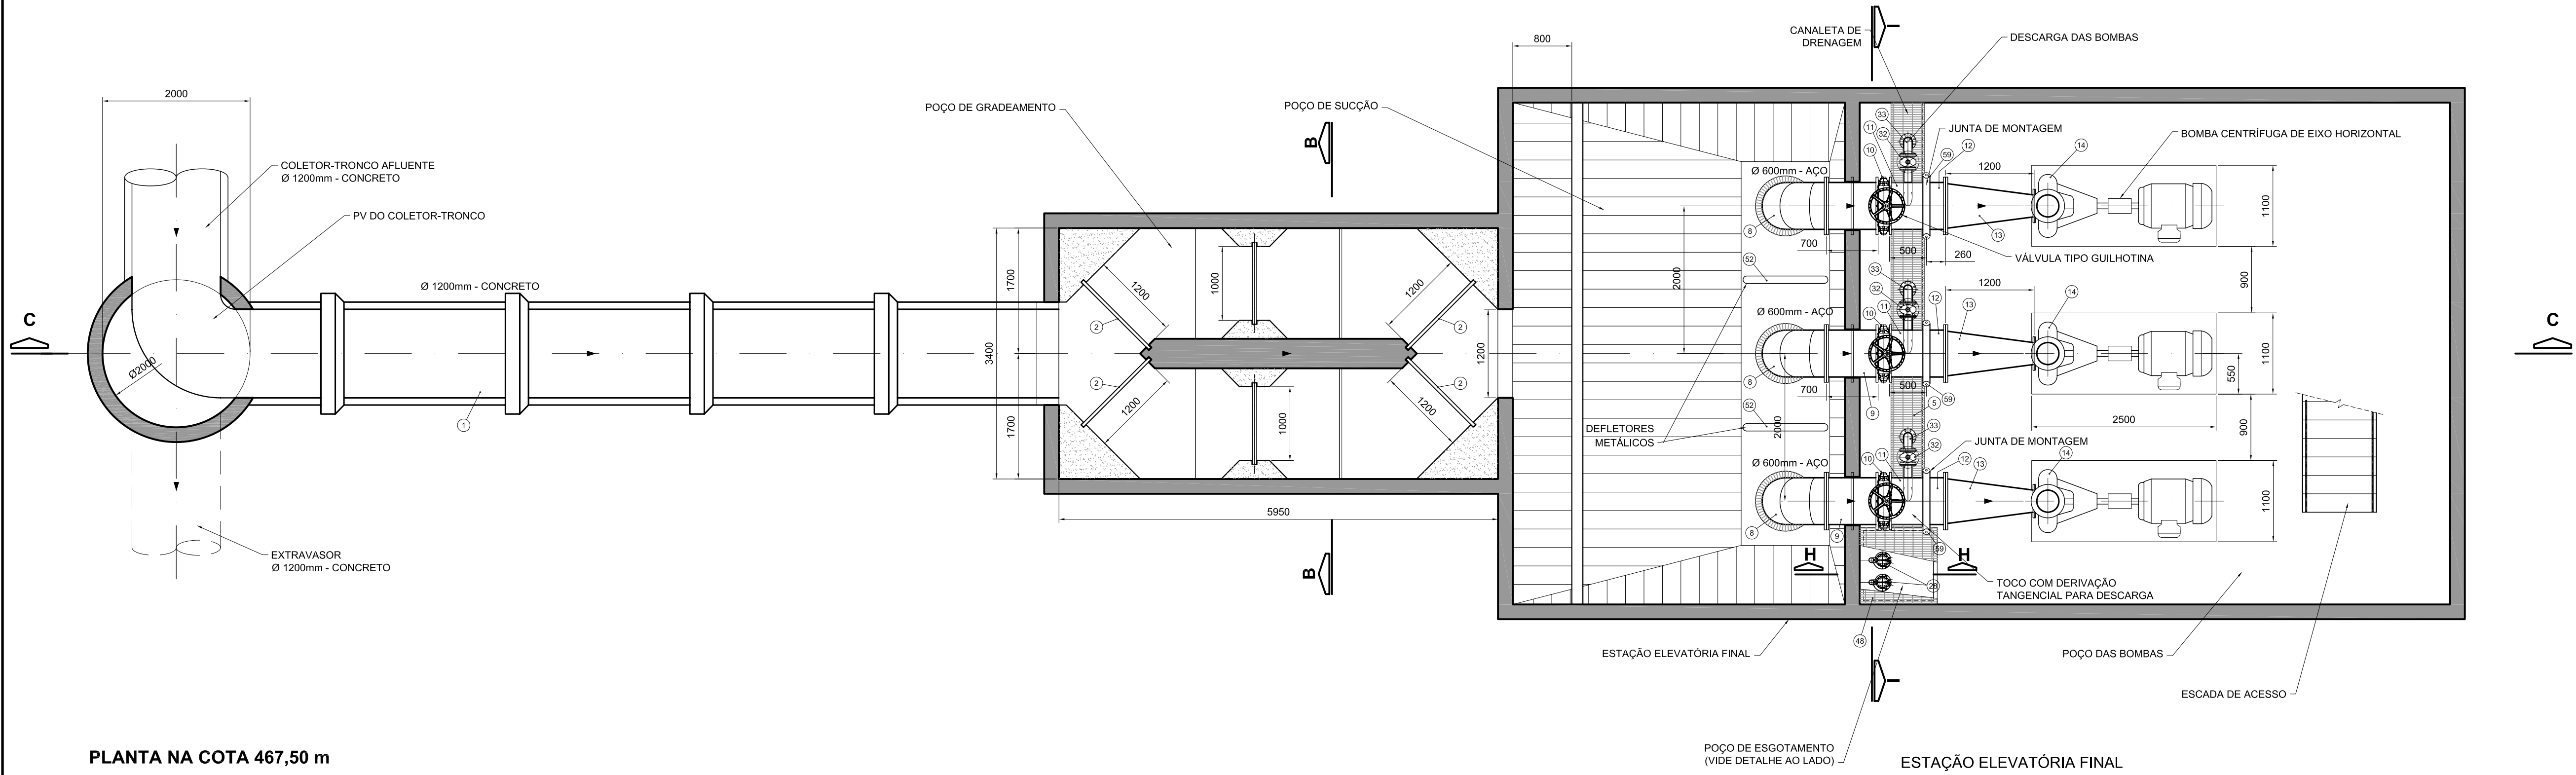 2000
COLETOR-TRONCO AFLUENTE
Ø 1200mm - CONCRETO
PV DO COLETOR-TRONCO
Ø 1200mm - CONCRETO
C
Ø2000
1
EXTRAVASOR
Ø 1200mm - CONCRETO
POÇO DE GRADEAMENTO
B
1700
3400
1700
1200
1000
1200
2
2
2
2
1200
1200
1000
1200
5950
B
POÇO DE SUCÇÃO
800
CANALETA DE
DRENAGEM
I
DESCARGA DAS BOMBAS
33
11
32
10
JUNTA DE MONTAGEM
59
12
1200
14
BOMBA CENTRÍFUGA DE EIXO HORIZONTAL
Ø 600mm - AÇO
8
700
500
260
13
VÁLVULA TIPO GUILHOTINA
1100
52
2000
33
32
900
1200
14
Ø 600mm - AÇO
10
11
12
13
8
700
9
500
59
5
1100
550
2500
C
DEFLETORES
METÁLICOS
52
2000
33
32
JUNTA DE MONTAGEM
900
Ø 600mm - AÇO
10
11
12
13
14
8
9
59
1100
H
H
28
TOCO COM DERIVAÇÃO
TANGENCIAL PARA DESCARGA
48
ESTAÇÃO ELEVATÓRIA FINAL
POÇO DAS BOMBAS
I
ESCADA DE ACESSO
POÇO DE ESGOTAMENTO
(VIDE DETALHE AO LADO)
PLANTA NA COTA 467,50 m
ESTAÇÃO ELEVATÓRIA FINAL